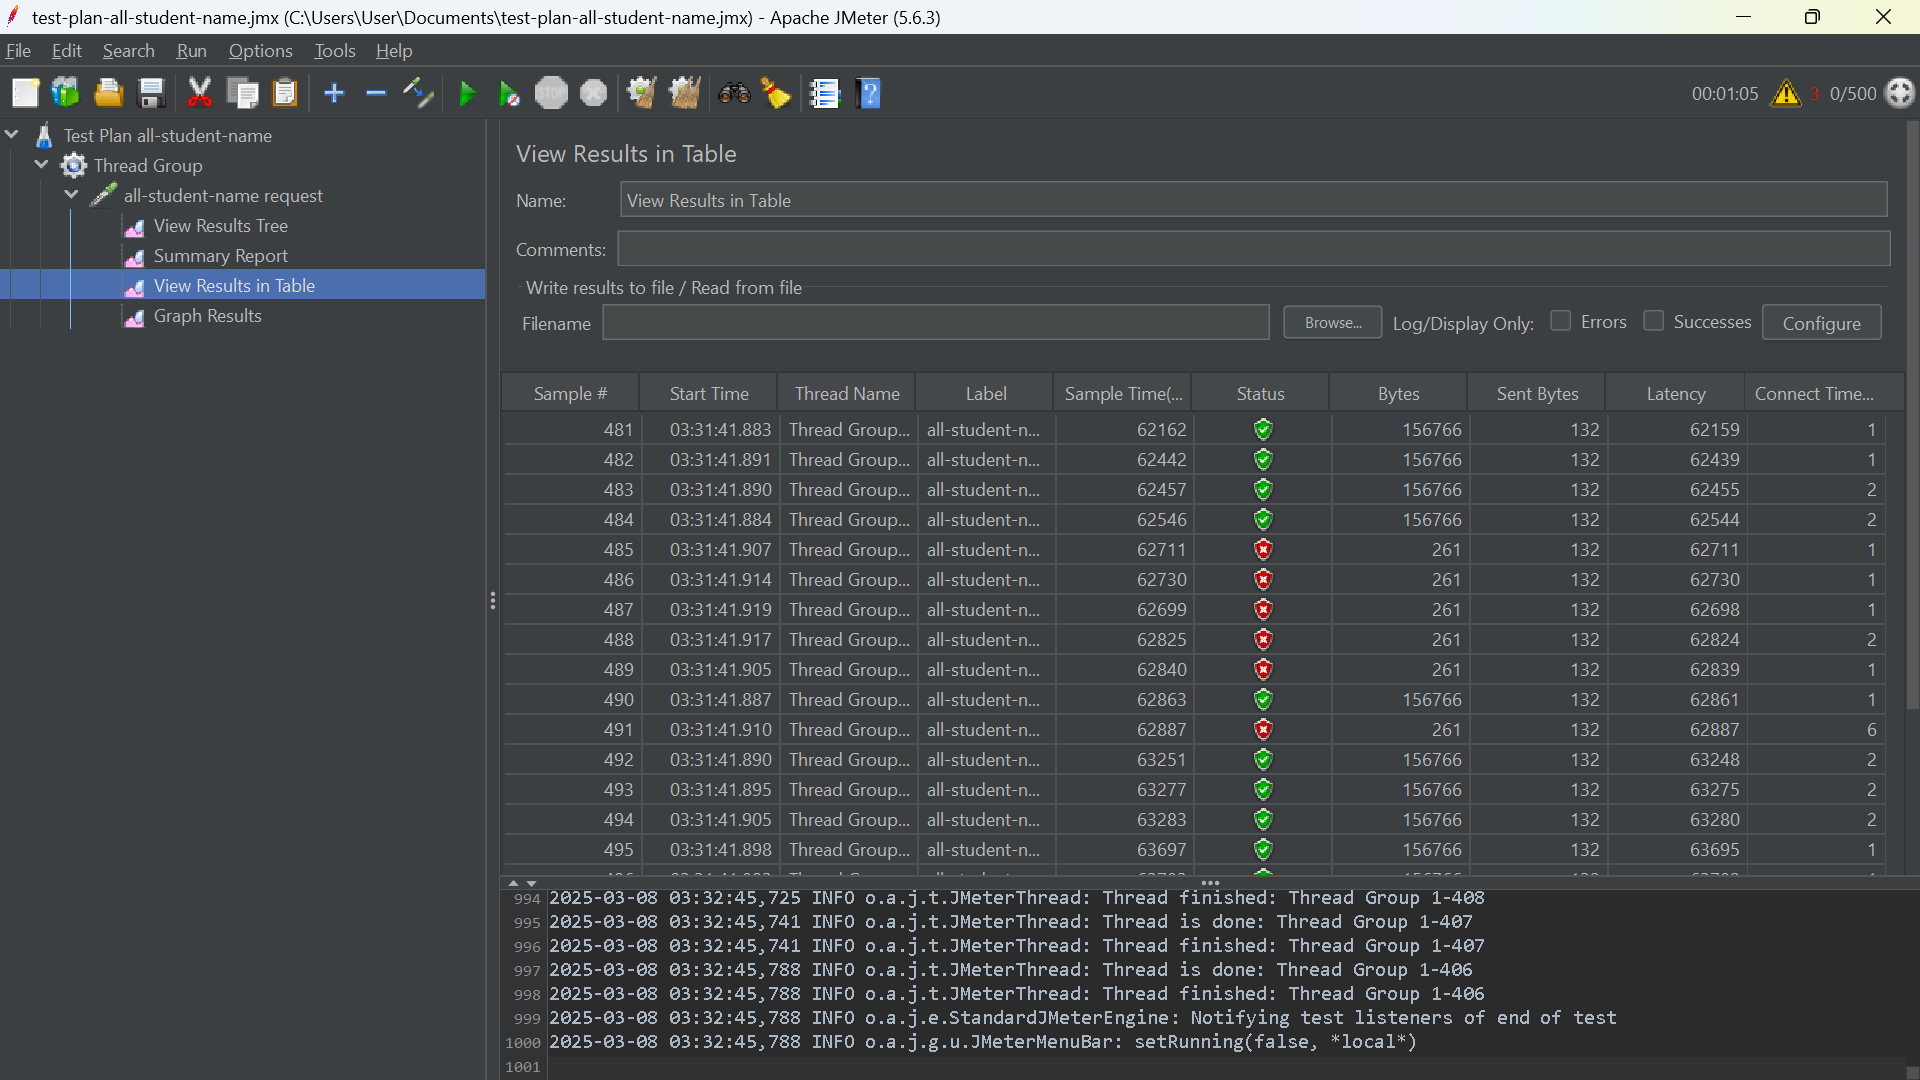 test-plan-all-student-name.jmx (C:\Users\User\Documents\test-plan-all-student-name.jmx) - Apache JMeter (5.6.3)
File Edit Search Run Options Tools Help
STOP
00:01:05 3 0/500
Test Plan all-student-name
Thread Group
all-student-name request
View Results Tree
Summary Report
View Results in Table
Graph Results
View Results in Table
Name: View Results in Table
Comments:
Write results to file / Read from file
Filename Browse... Log/Display Only: Errors Successes Configure
Sample # Start Time Thread Name Label Sample Time(... Status Bytes Sent Bytes Latency Connect Time...
481 03:31:41.883 Thread Group... all-student-n... 62162 156766 132 62159 1
482 03:31:41.891 Thread Group... all-student-n... 62442 156766 132 62439 1
483 03:31:41.890 Thread Group... all-student-n... 62457 156766 132 62455 2
484 03:31:41.884 Thread Group... all-student-n... 62546 156766 132 62544 2
485 03:31:41.907 Thread Group... all-student-n... 62711 261 132 62711 1
486 03:31:41.914 Thread Group... all-student-n... 62730 261 132 62730 1
487 03:31:41.919 Thread Group... all-student-n... 62699 261 132 62698 1
488 03:31:41.917 Thread Group... all-student-n... 62825 261 132 62824 2
489 03:31:41.905 Thread Group... all-student-n... 62840 261 132 62839 1
490 03:31:41.887 Thread Group... all-student-n... 62863 156766 132 62861 1
491 03:31:41.910 Thread Group... all-student-n... 62887 261 132 62887 6
492 03:31:41.890 Thread Group... all-student-n... 63251 156766 132 63248 2
493 03:31:41.895 Thread Group... all-student-n... 63277 156766 132 63275 2
494 03:31:41.905 Thread Group... all-student-n... 63283 156766 132 63280 2
495 03:31:41.898 Thread Group... all-student-n... 63697 156766 132 63695 1
994 2025-03-08 03:32:45,725 INFO o.a.j.t.JMeterThread: Thread finished: Thread Group 1-408
995 2025-03-08 03:32:45,741 INFO o.a.j.t.JMeterThread: Thread is done: Thread Group 1-407
996 2025-03-08 03:32:45,741 INFO o.a.j.t.JMeterThread: Thread finished: Thread Group 1-407
997 2025-03-08 03:32:45,788 INFO o.a.j.t.JMeterThread: Thread is done: Thread Group 1-406
998 2025-03-08 03:32:45,788 INFO o.a.j.t.JMeterThread: Thread finished: Thread Group 1-406
999 2025-03-08 03:32:45,788 INFO o.a.j.e.StandardJMeterEngine: Notifying test listeners of end of test
1000 2025-03-08 03:32:45,788 INFO o.a.j.g.u.JMeterMenuBar: setRunning(false, *local*)
1001